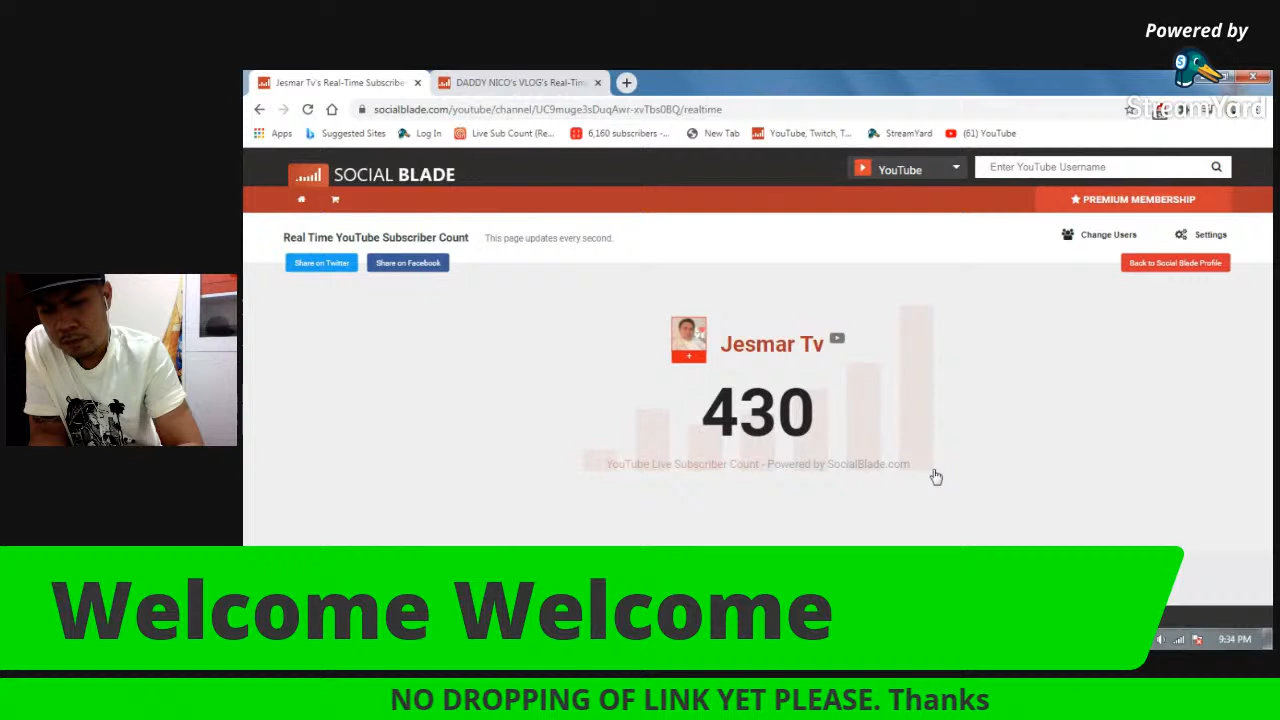 Powered by
StreamYard
Jesmar Tv's Real-Time Subscribe
DADDY NICO's VLOG's Real-Tim
socialblade.com/youtube/channel/UC9muge3sDuqAwr-xvTbs0BQ/realtime
Apps
Suggested Sites
Log In
Live Sub Count (Re...
6,160 subscribers -...
New Tab
YouTube, Twitch, T...
StreamYard
(61) YouTube
SOCIAL BLADE
YouTube
Enter YouTube Username
PREMIUM MEMBERSHIP
Real Time YouTube Subscriber Count
This page updates every second.
Change Users
Settings
Share on Twitter
Share on Facebook
Back to Social Blade Profile
Jesmar Tv
430
YouTube Live Subscriber Count - Powered by SocialBlade.com
Welcome Welcome
9:34 PM
NO DROPPING OF LINK YET PLEASE. Thanks